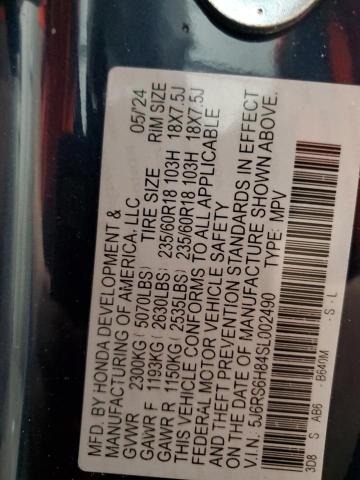 MFD. BY HONDA DEVELOPMENT &
MANUFACTURING OF AMERICA, LLC 05/24
GVWR 2300KG (5070LBS) TIRE SIZE RIM SIZE
GAWR F 1193KG (2630LBS) 235/60R18 103H 18X7.5J
GAWR R 1150KG (2535LBS) 235/60R18 103H 18X7.5J
THIS VEHICLE CONFORMS TO ALL APPLICABLE
FEDERAL MOTOR VEHICLE SAFETY
AND THEFT PREVENTION STANDARDS IN EFFECT
ON THE DATE OF MANUFACTURE SHOWN ABOVE.
V.I.N. 5J6RS6H84SL002490 TYPE: MPV
3D8 S AB6 -B640M -S-L